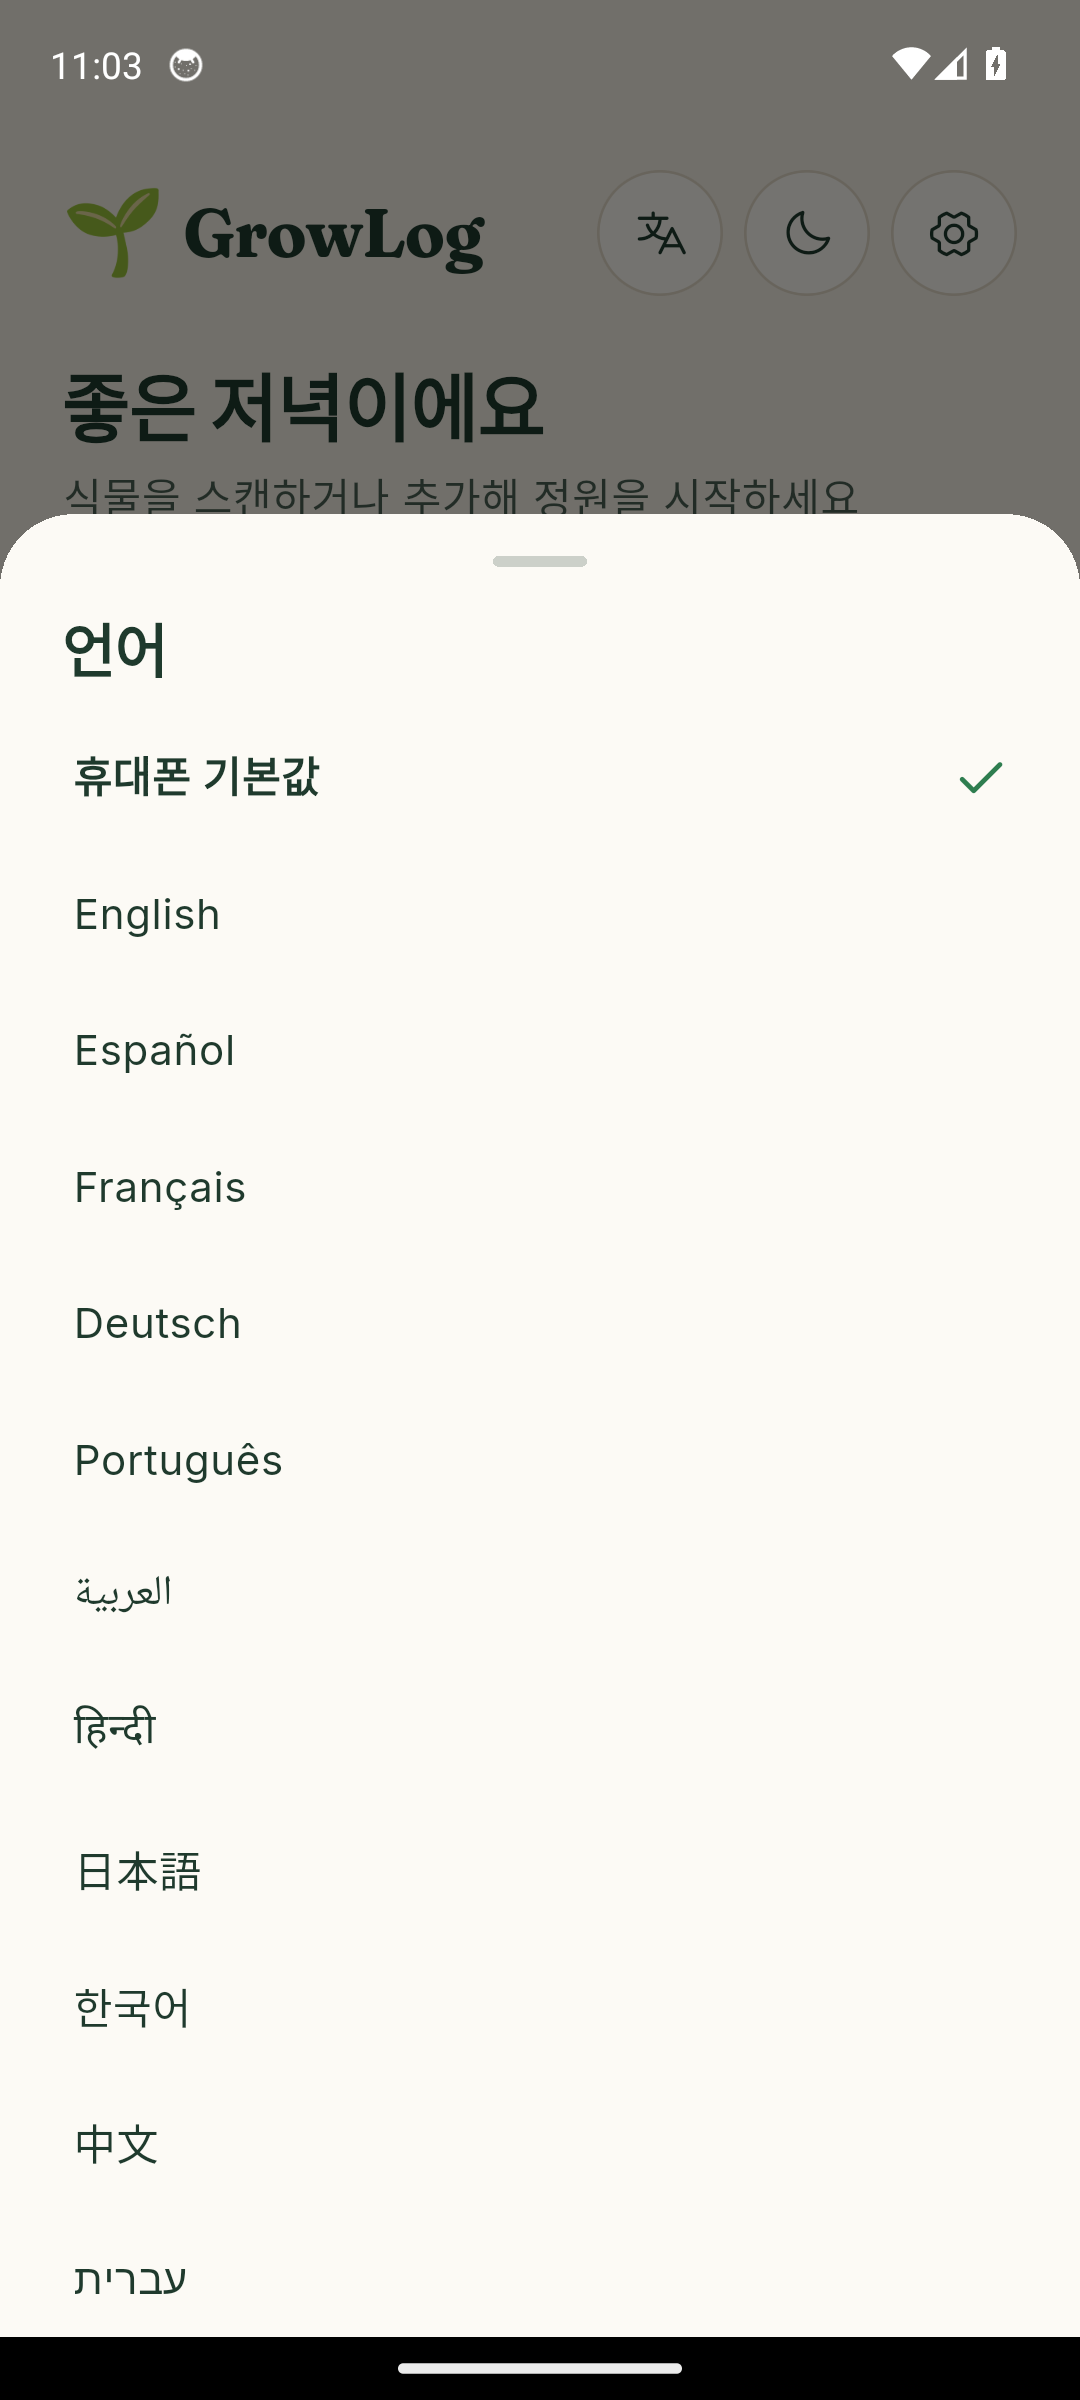 11:03
GrowLog
좋은 저녁이에요
식물을 스캔하거나 추가해 정원을 시작하세요
언어
휴대폰 기본값
English
Español
Français
Deutsch
Português
العربية
हिन्दी
日本語
한국어
中文
עברית